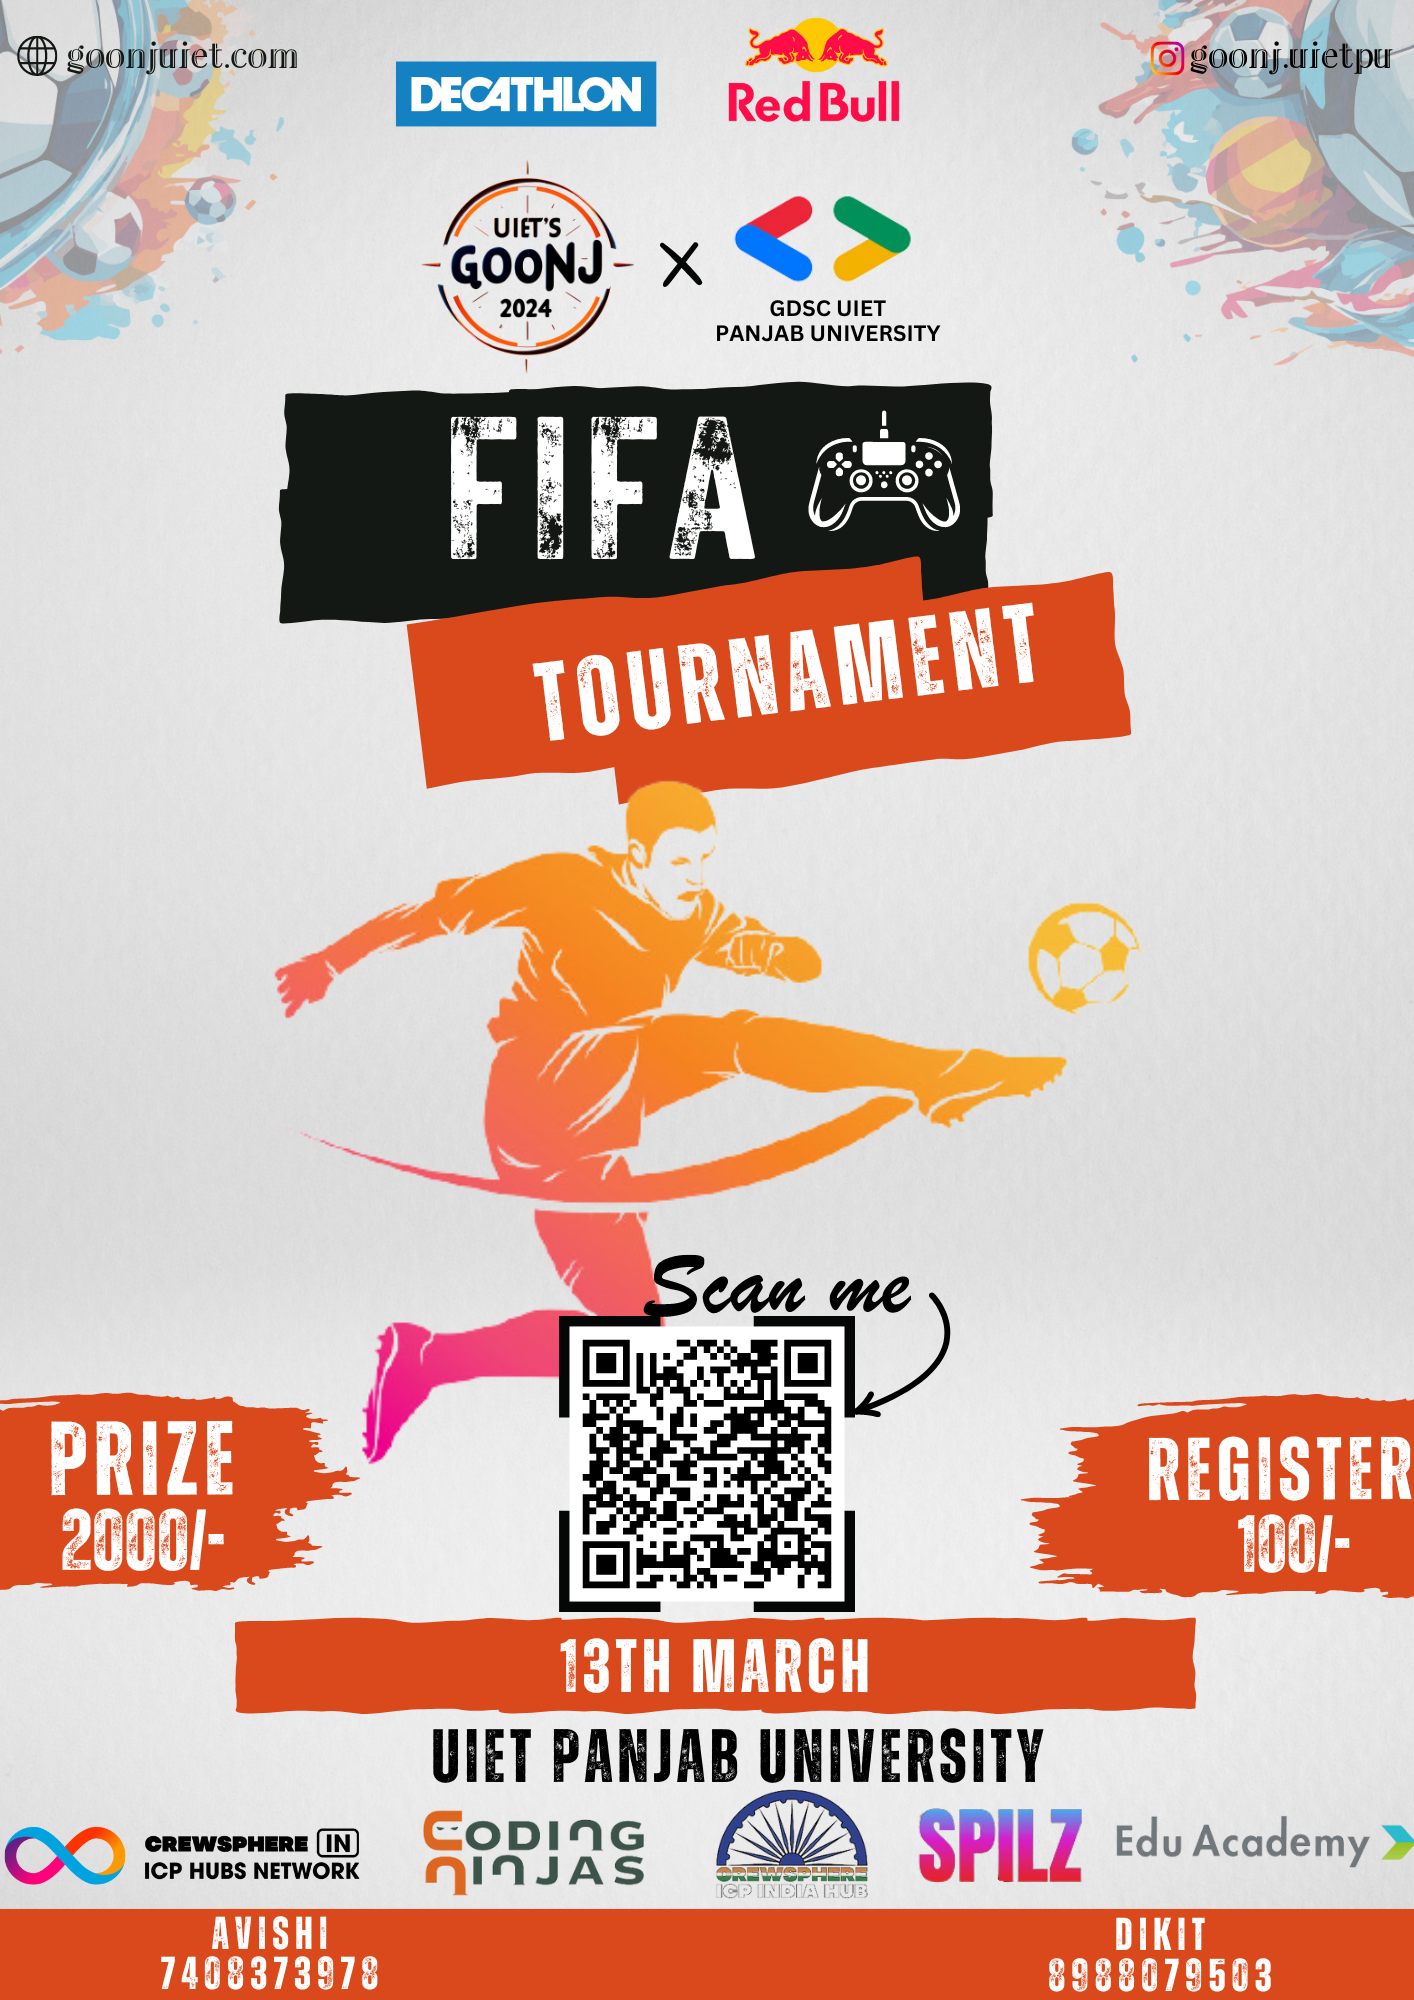 goonjuiet.com
DECATHLON
Red Bull
goonj.uietpu
UIET'S
GOONJ
2024
X
GDSC UIET
PANJAB UNIVERSITY
FIFA
TOURNAMENT
Scan me
PRIZE
2000/-
REGISTER
100/-
13TH MARCH
UIET PANJAB UNIVERSITY
CREWSPHERE IN
ICP HUBS NETWORK
CODING
NINJAS
CREWSPHERE
ICP INDIA HUB
SPILZ
Edu Academy
AVISHI
7408373978
DIKIT
8988079503